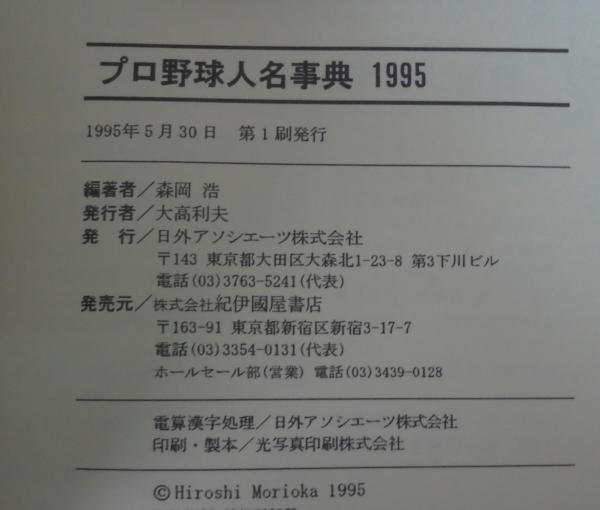 プロ野球人名事典 1995
1995年5月30日 第1刷発行
編著者/森岡 浩
発行者/大高利夫
発 行/日外アソシエーツ株式会社
〒143 東京都大田区大森北1-23-8 第3下川ビル
電話(03)3763-5241(代表)
発売元/株式会社紀伊國屋書店
〒163-91 東京都新宿区新宿3-17-7
電話(03)3354-0131(代表)
ホールセール部(営業) 電話(03)3439-0128
電算漢字処理/日外アソシエーツ株式会社
印刷・製本/光写真印刷株式会社
©Hiroshi Morioka 1995